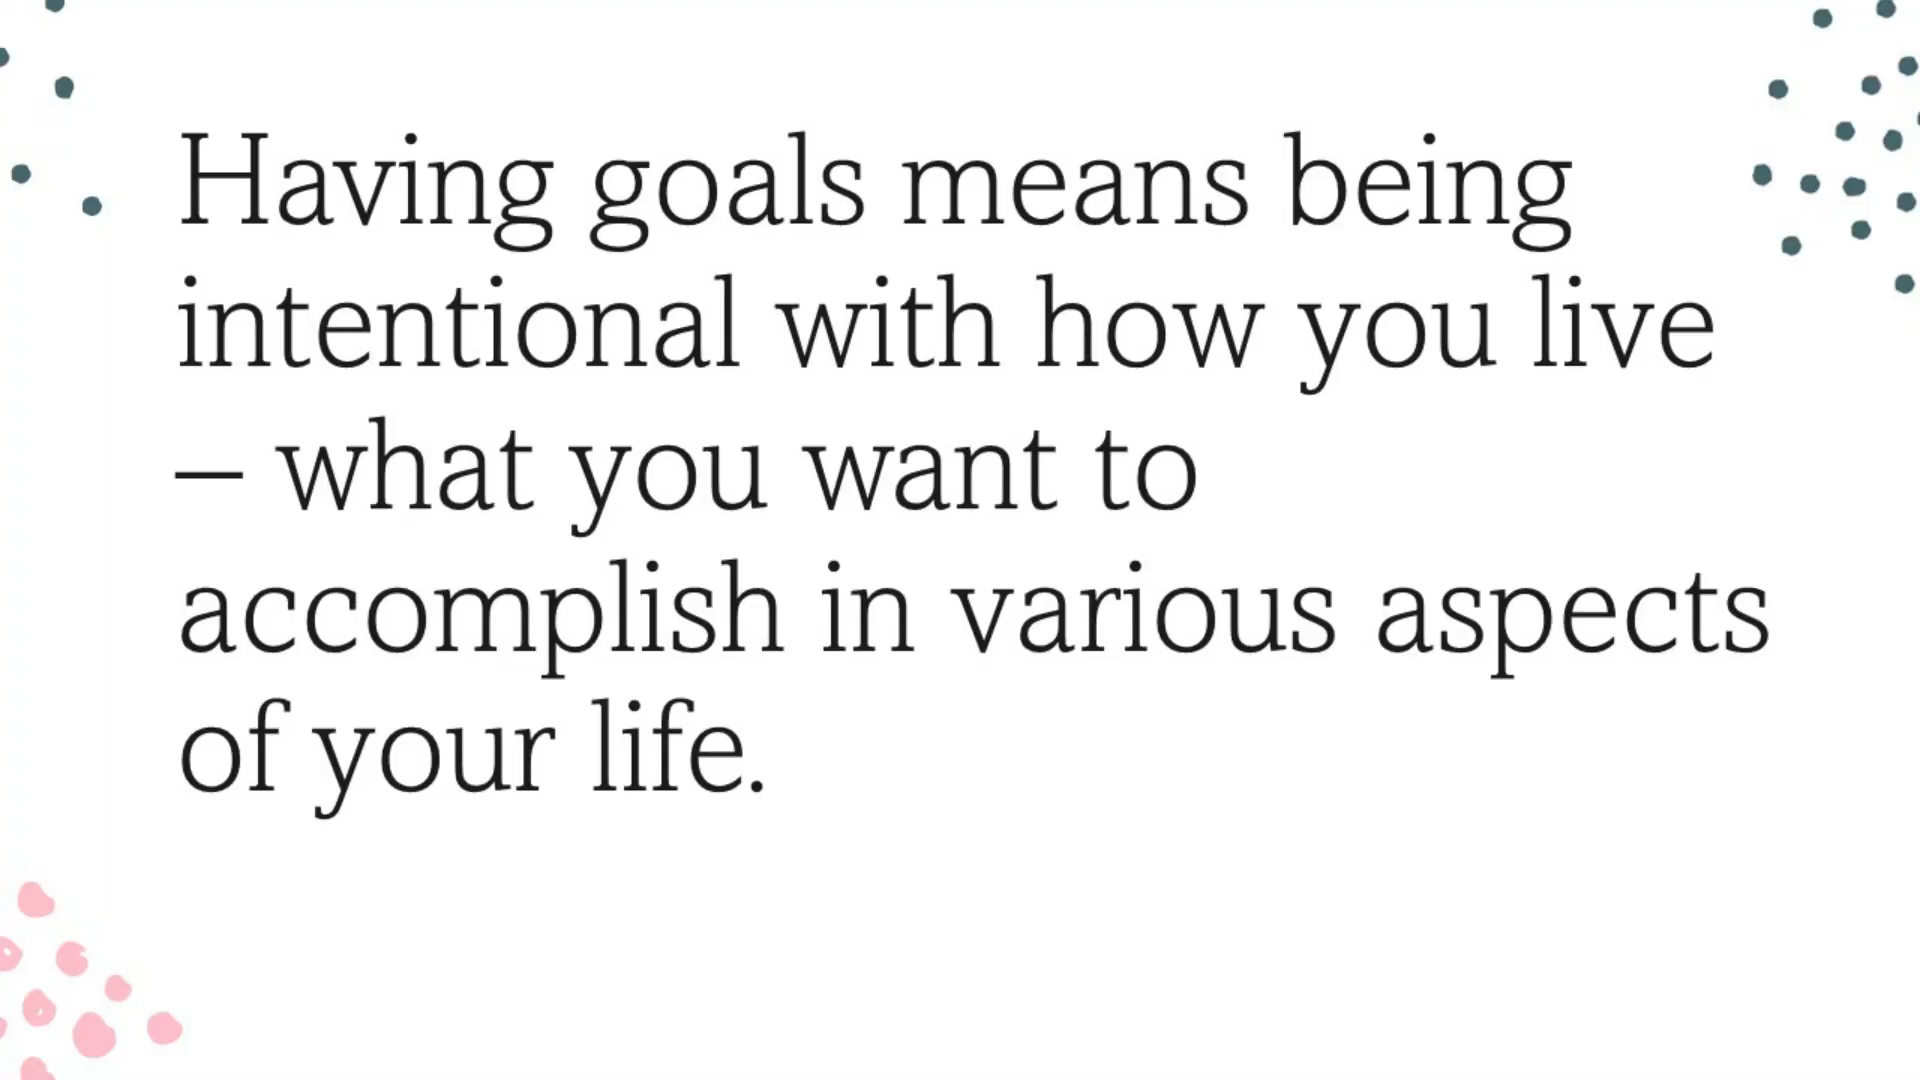 Having goals means being
intentional with how you live
– what you want to
accomplish in various aspects
of your life.